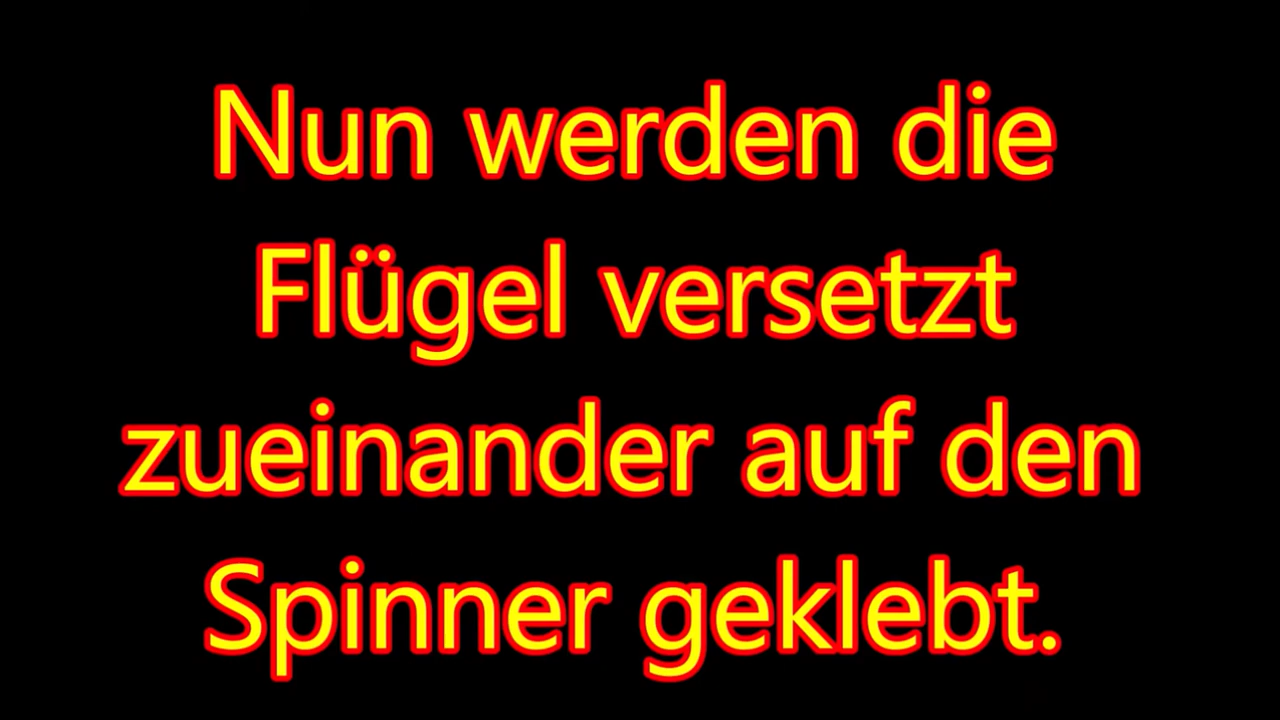 Nun werden die
Flügel versetzt
zueinander auf den
Spinner geklebt.